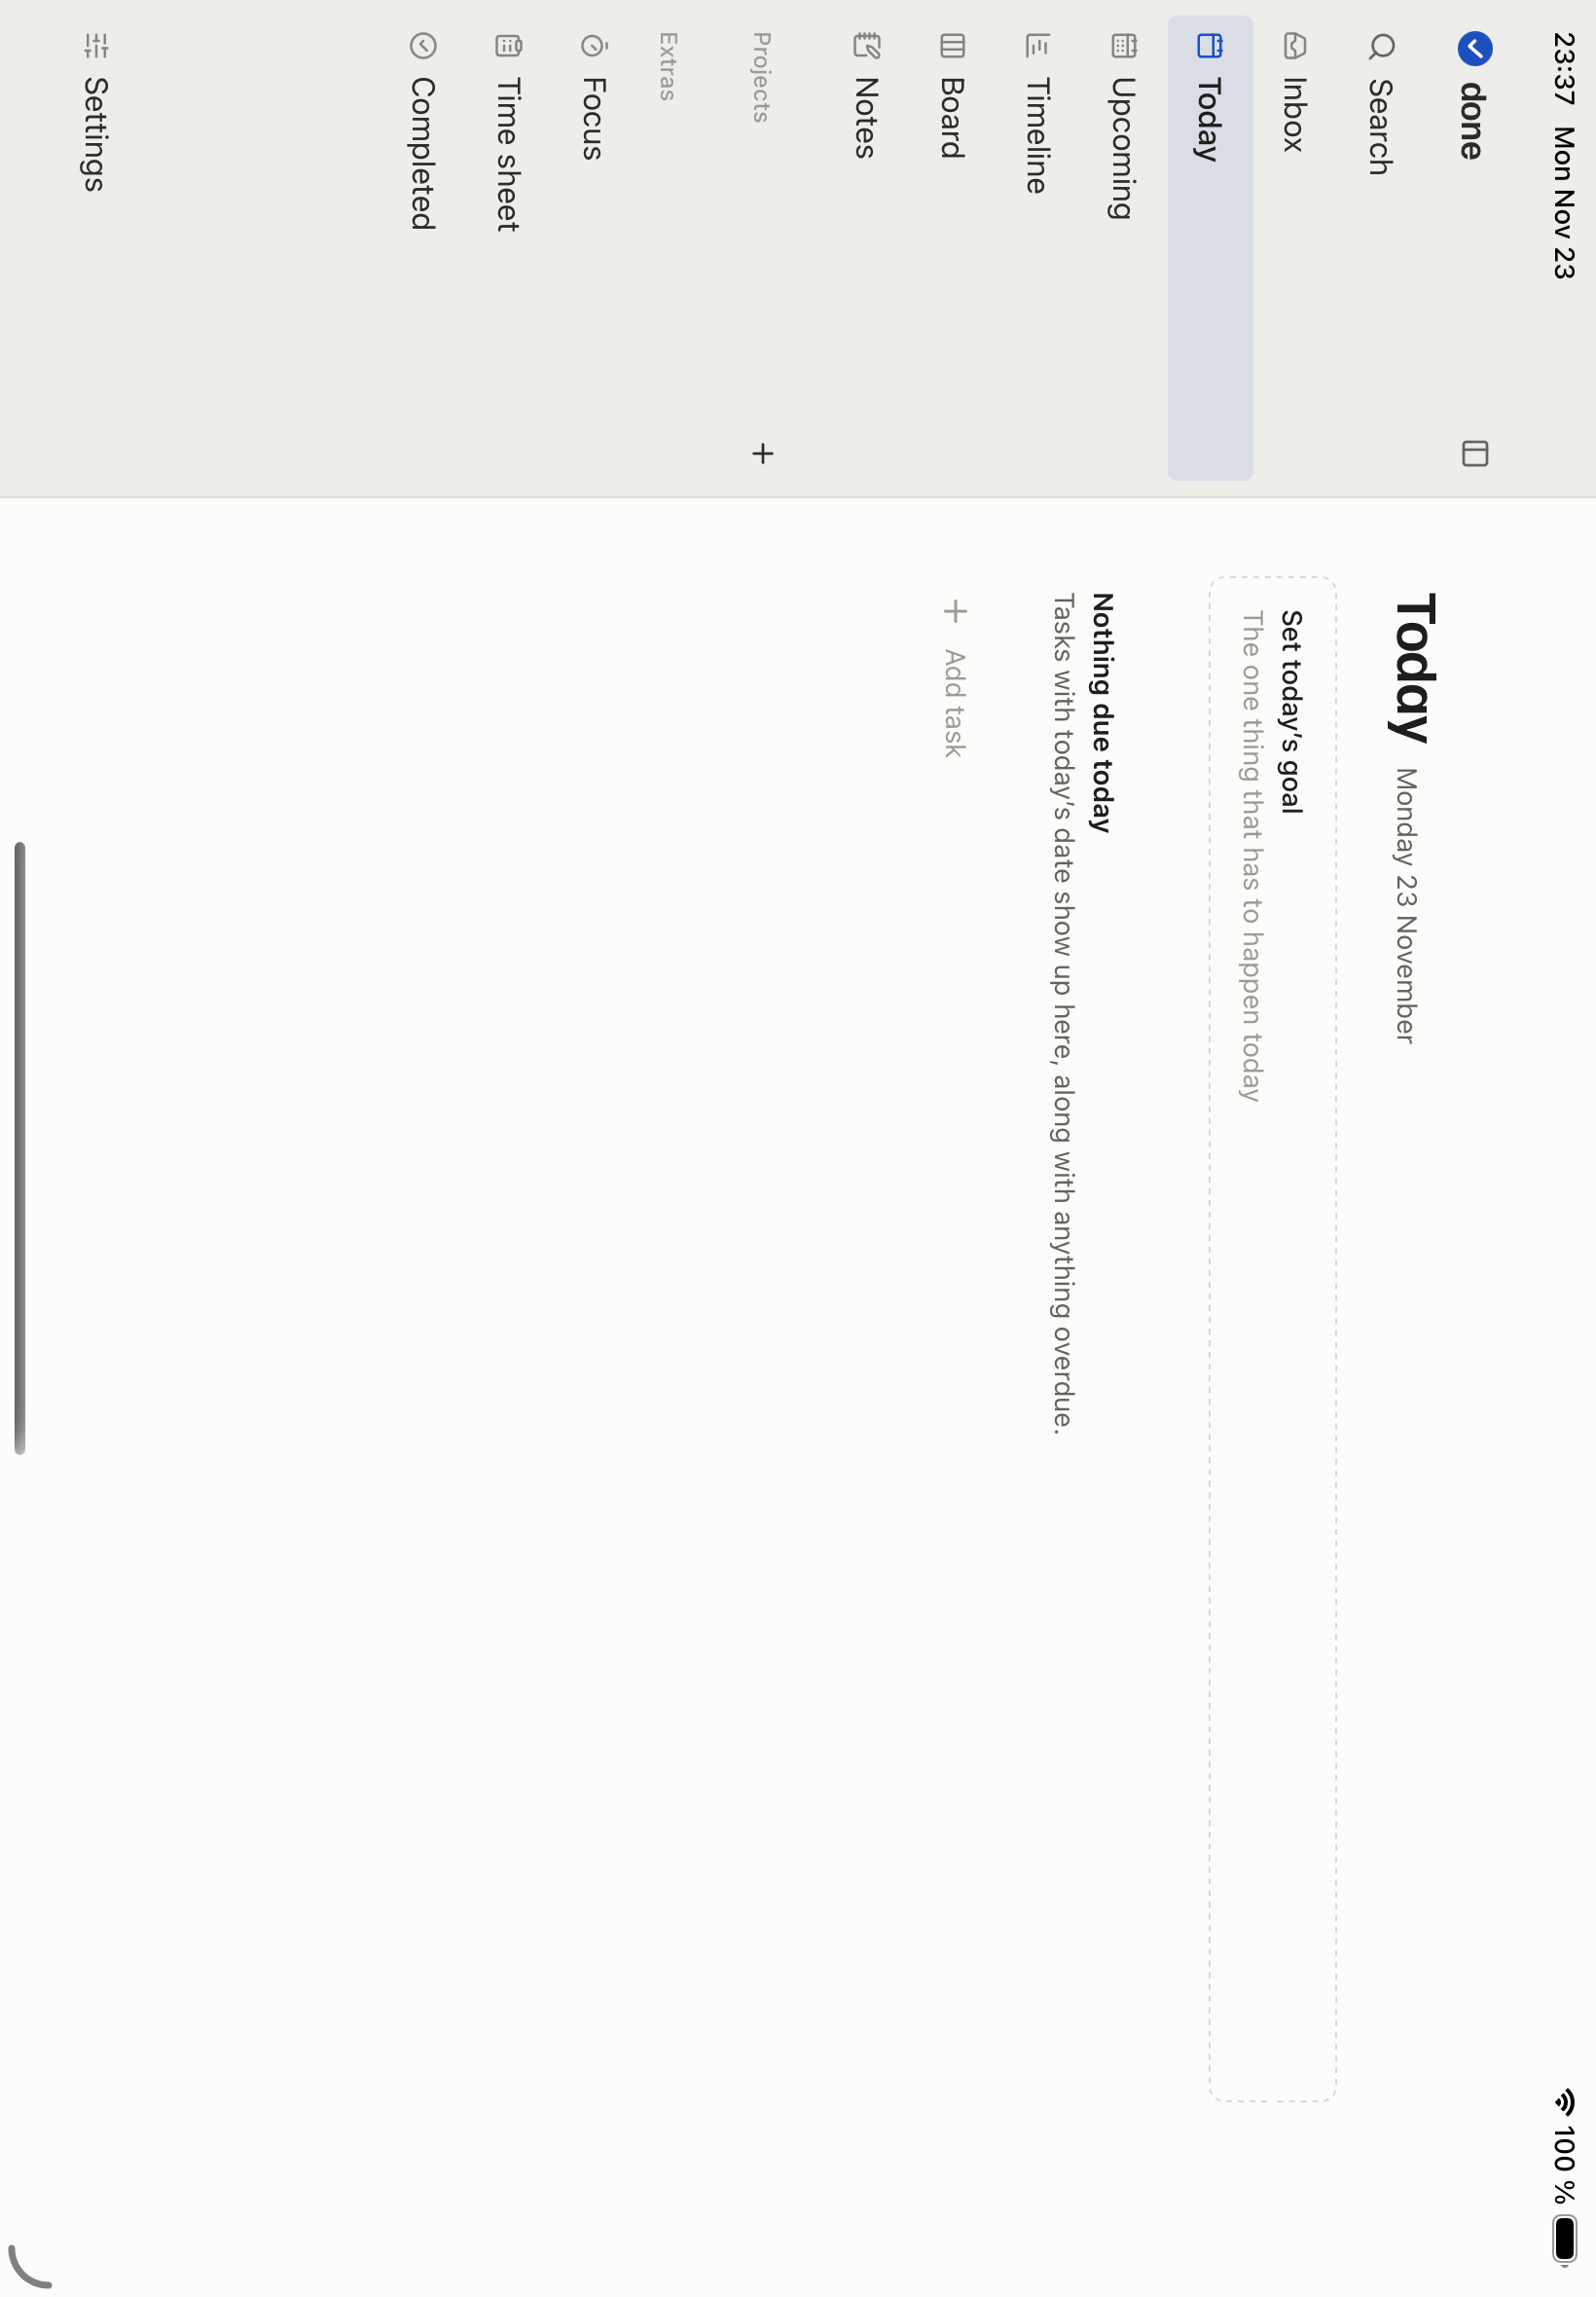 23:37 Mon Nov 23
100 %
done
Search
Inbox
Today
Upcoming
Timeline
Board
Notes
Projects
Extras
Focus
Time sheet
Completed
Settings
Today Monday 23 November
Set today’s goal
The one thing that has to happen today
Nothing due today
Tasks with today’s date show up here, along with anything overdue.
Add task